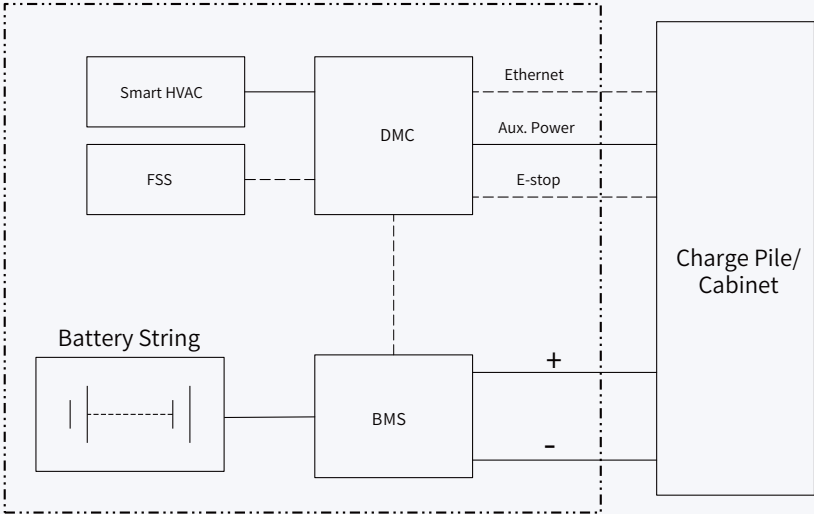 Ethernet
Smart HVAC
DMC
Aux. Power
FSS
E-stop
Charge Pile/
Cabinet
Battery String
+
BMS
-